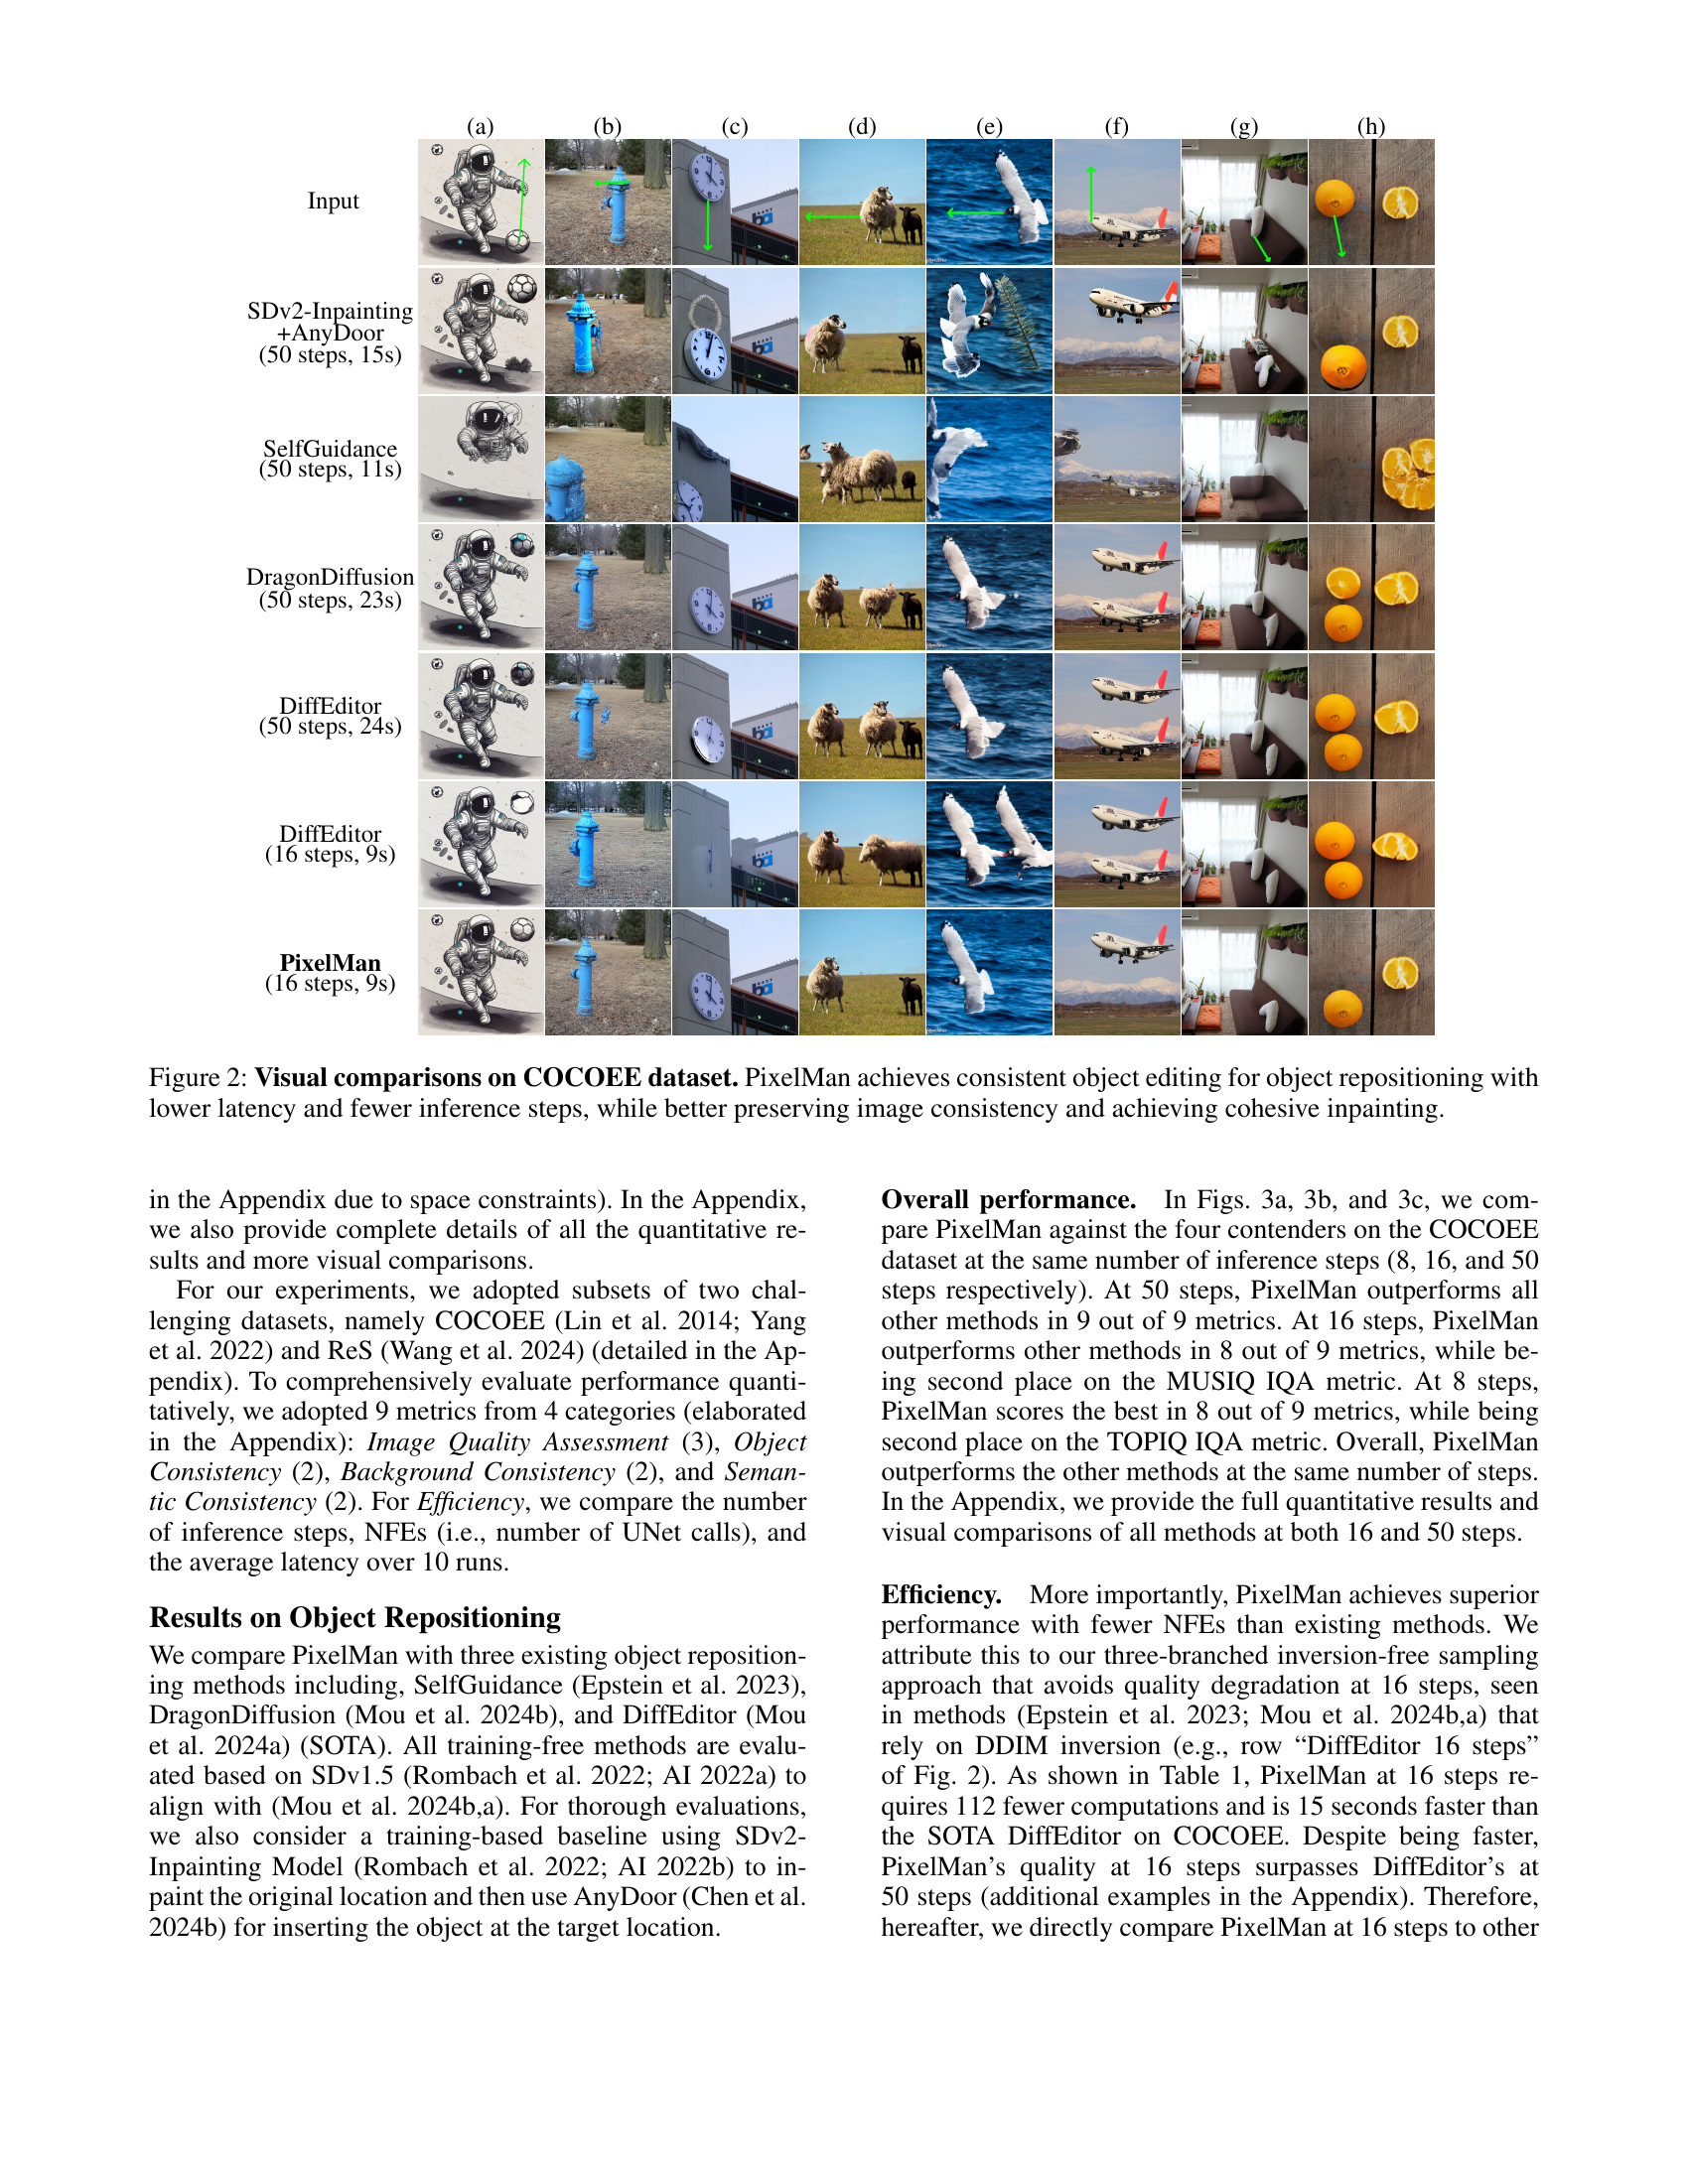 (a) (b) (c) (d) (e) (f) (g) (h)
Input
SDv2-Inpainting
+AnyDoor
(50 steps, 15s)
SelfGuidance
(50 steps, 11s)
DragonDiffusion
(50 steps, 23s)
DiffEditor
(50 steps, 24s)
DiffEditor
(16 steps, 9s)
PixelMan
(16 steps, 9s)
Figure 2: Visual comparisons on COCOEE dataset. PixelMan achieves consistent object editing for object repositioning with
lower latency and fewer inference steps, while better preserving image consistency and achieving cohesive inpainting.
in the Appendix due to space constraints). In the Appendix,
we also provide complete details of all the quantitative re-
sults and more visual comparisons.
For our experiments, we adopted subsets of two chal-
lenging datasets, namely COCOEE (Lin et al. 2014; Yang
et al. 2022) and ReS (Wang et al. 2024) (detailed in the Ap-
pendix). To comprehensively evaluate performance quanti-
tatively, we adopted 9 metrics from 4 categories (elaborated
in the Appendix): Image Quality Assessment (3), Object
Consistency (2), Background Consistency (2), and Seman-
tic Consistency (2). For Efficiency, we compare the number
of inference steps, NFEs (i.e., number of UNet calls), and
the average latency over 10 runs.
Results on Object Repositioning
We compare PixelMan with three existing object reposition-
ing methods including, SelfGuidance (Epstein et al. 2023),
DragonDiffusion (Mou et al. 2024b), and DiffEditor (Mou
et al. 2024a) (SOTA). All training-free methods are evalu-
ated based on SDv1.5 (Rombach et al. 2022; AI 2022a) to
align with (Mou et al. 2024b,a). For thorough evaluations,
we also consider a training-based baseline using SDv2-
Inpainting Model (Rombach et al. 2022; AI 2022b) to in-
paint the original location and then use AnyDoor (Chen et al.
2024b) for inserting the object at the target location.
Overall performance. In Figs. 3a, 3b, and 3c, we com-
pare PixelMan against the four contenders on the COCOEE
dataset at the same number of inference steps (8, 16, and 50
steps respectively). At 50 steps, PixelMan outperforms all
other methods in 9 out of 9 metrics. At 16 steps, PixelMan
outperforms other methods in 8 out of 9 metrics, while be-
ing second place on the MUSIQ IQA metric. At 8 steps,
PixelMan scores the best in 8 out of 9 metrics, while being
second place on the TOPIQ IQA metric. Overall, PixelMan
outperforms the other methods at the same number of steps.
In the Appendix, we provide the full quantitative results and
visual comparisons of all methods at both 16 and 50 steps.
Efficiency. More importantly, PixelMan achieves superior
performance with fewer NFEs than existing methods. We
attribute this to our three-branched inversion-free sampling
approach that avoids quality degradation at 16 steps, seen
in methods (Epstein et al. 2023; Mou et al. 2024b,a) that
rely on DDIM inversion (e.g., row “DiffEditor 16 steps”
of Fig. 2). As shown in Table 1, PixelMan at 16 steps re-
quires 112 fewer computations and is 15 seconds faster than
the SOTA DiffEditor on COCOEE. Despite being faster,
PixelMan's quality at 16 steps surpasses DiffEditor's at
50 steps (additional examples in the Appendix). Therefore,
hereafter, we directly compare PixelMan at 16 steps to other